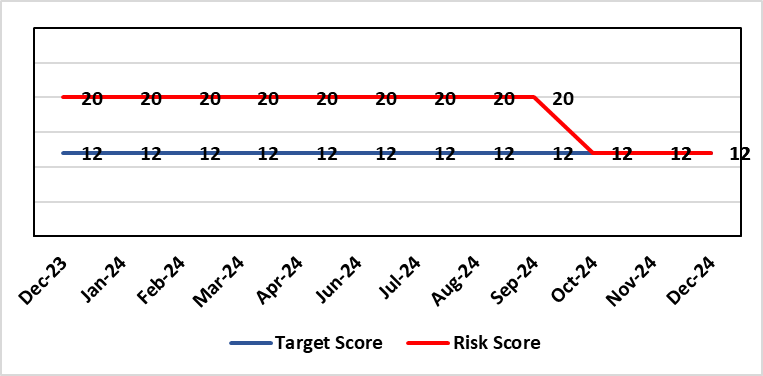 20 20 20 20 20 20 20 20 20
12 12 12 12 12 12 12 12 12 12 12 12
Dec-23 Jan-24 Feb-24 Mar-24 Apr-24 Jun-24 Jul-24 Aug-24 Sep-24 Oct-24 Nov-24 Dec-24
Target Score Risk Score